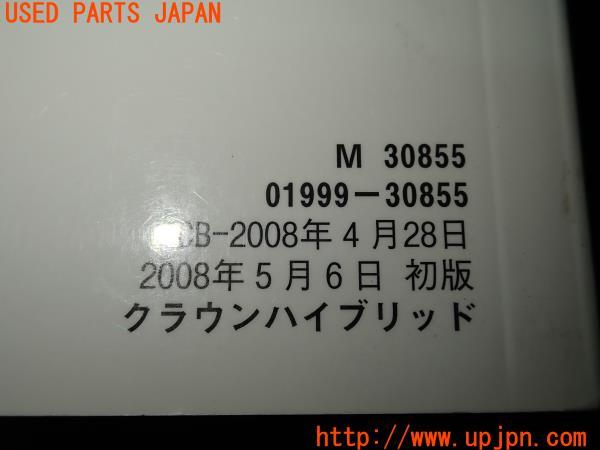 USED PARTS JAPAN
M 30855
01999-30855
CB-2008年4月28日
2008年5月6日 初版
クラウンハイブリッド
http://www.upjpn.com